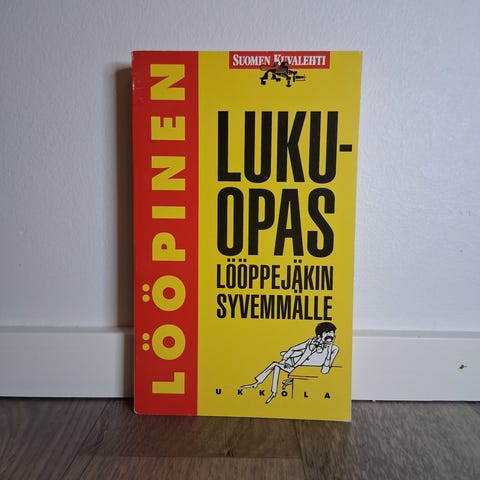 LÖÖPINEN
SUOMEN KUVALEHTI
LUKU-
OPAS
LÖÖPPEJÄKIN
SYVEMMÄLLE
UKKOLA